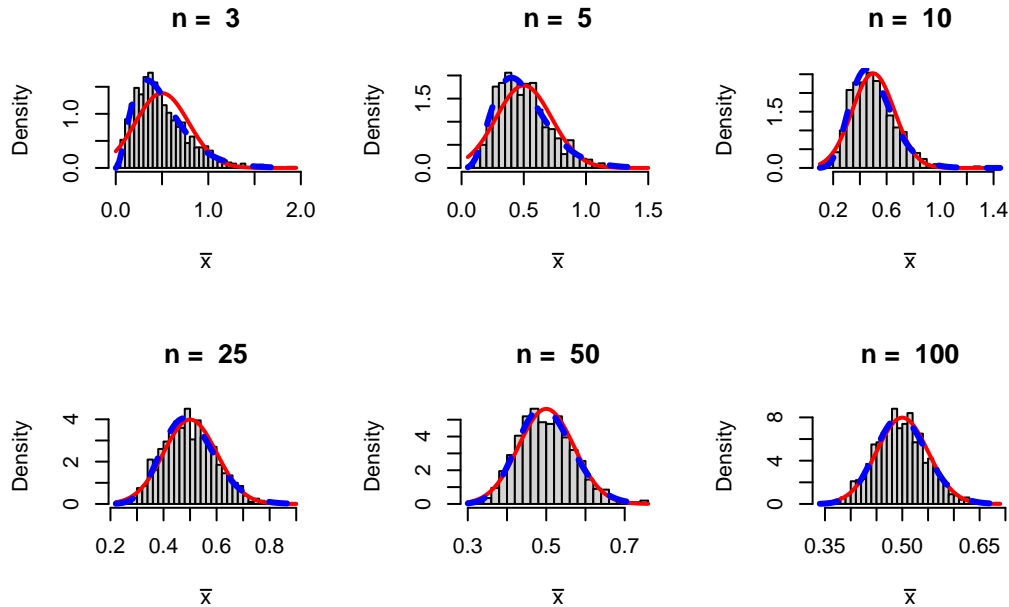 n = 3
Density
0.0 1.0
0.0 1.0 2.0
x̄
n = 5
Density
0.0 1.5
0.0 0.5 1.0 1.5
x̄
n = 10
Density
0.0 1.5
0.2 0.6 1.0 1.4
x̄
n = 25
Density
0 2 4
0.2 0.4 0.6 0.8
x̄
n = 50
Density
0 2 4
0.3 0.5 0.7
x̄
n = 100
Density
0 4 8
0.35 0.50 0.65
x̄